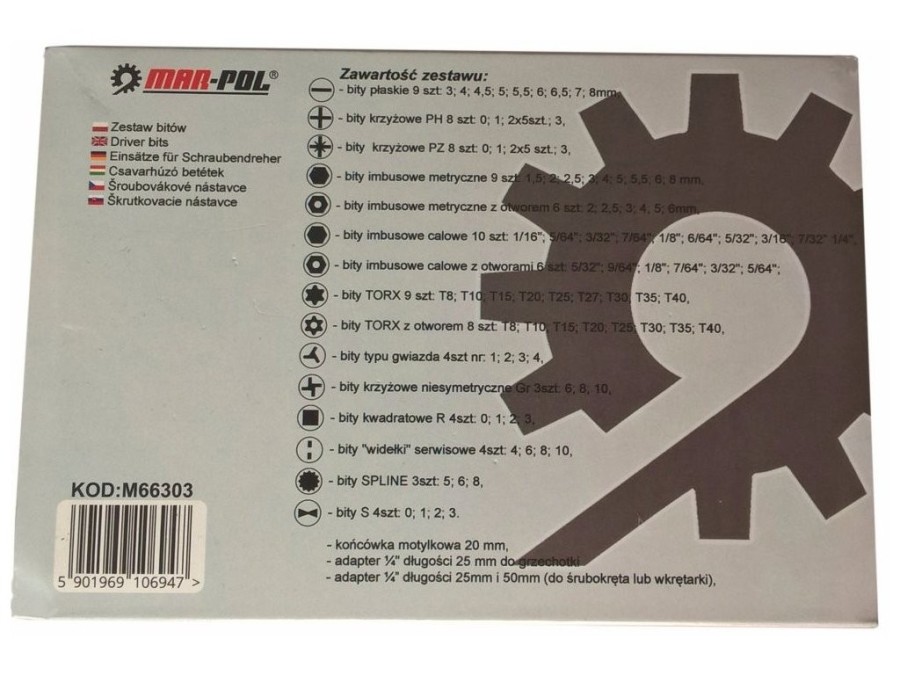 MAR-POL®
Zestaw bitów
Driver bits
Einsätze für Schraubendreher
Csavarhúzó betétek
Šroubovákové nástavce
Škrutkovacie nástavce
Zawartość zestawu:
- bity płaskie 9 szt: 3; 4; 4,5; 5; 5,5; 6; 6,5; 7; 8mm,
- bity krzyżowe PH 8 szt: 0; 1; 2x5szt.; 3,
- bity krzyżowe PZ 8 szt: 0; 1; 2x5 szt.; 3,
- bity imbusowe metryczne 9 szt: 1,5; 2; 2,5; 3; 4; 5; 5,5; 6; 8 mm,
- bity imbusowe metryczne z otworem 6 szt: 2; 2,5; 3; 4, 5; 6mm,
- bity imbusowe calowe 10 szt: 1/16"; 5/64"; 3/32"; 7/64"; 1/8"; 6/64"; 5/32"; 3/16"; 7/32" 1/4",
- bity imbusowe calowe z otworami 6 szt: 5/32"; 9/64"; 1/8"; 7/64"; 3/32"; 5/64";
- bity TORX 9 szt: T8; T10; T15; T20; T25; T27; T30; T35; T40,
- bity TORX z otworem 8 szt: T8; T10; T15; T20, T25; T30; T35; T40,
- bity typu gwiazda 4szt nr: 1; 2; 3; 4,
- bity krzyżowe niesymetryczne Gr 3szt: 6; 8; 10,
- bity kwadratowe R 4szt: 0; 1; 2; 3,
- bity "widełki" serwisowe 4szt: 4; 6; 8; 10,
- bity SPLINE 3szt: 5; 6; 8,
- bity S 4szt: 0; 1; 2; 3.
- końcówka motylkowa 20 mm,
- adapter ¼" długości 25 mm do grzechotki
- adapter ¼" długości 25mm i 50mm (do śrubokręta lub wkrętarki),
KOD:M66303
5 901969 106947 >